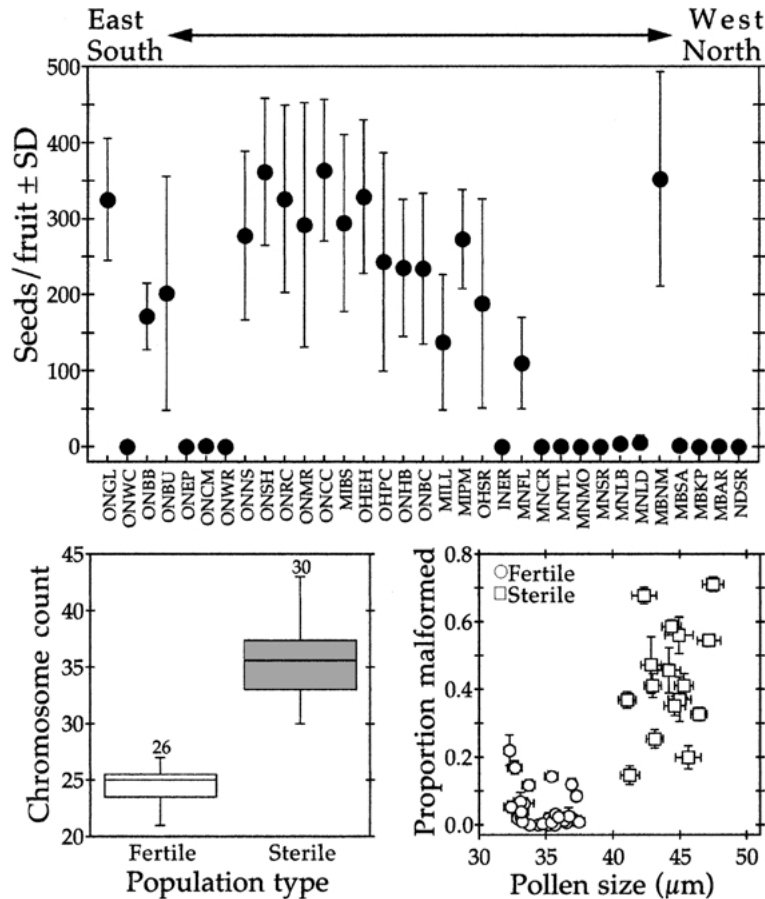 East West
South North
Seeds/fruit ± SD
500
400
300
200
100
0
ONGL ONWC ONBB ONBU ONEP ONCM ONWR ONNS ONSH ONRC ONMR ONCC MIBS OHEH OHPC ONHB ONBC MILL MIPM OHSR INER MNFL MNCR MNTL MNMO MNSR MNLB MNLD MBNM MBSA MBKP MBAR NDSR
Chromosome count
45
40
35
30
25
20
30
26
Fertile Sterile
Population type
Proportion malformed
0.8
0.6
0.4
0.2
0.0
Fertile
Sterile
30 35 40 45 50
Pollen size (µm)